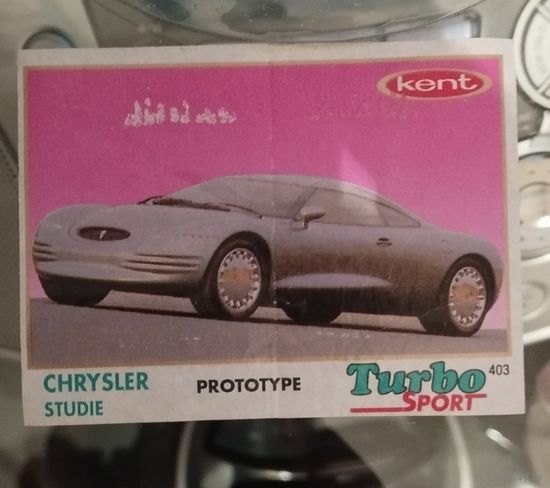 kent
CHRYSLER
STUDIE
PROTOTYPE
Turbo
SPORT
403